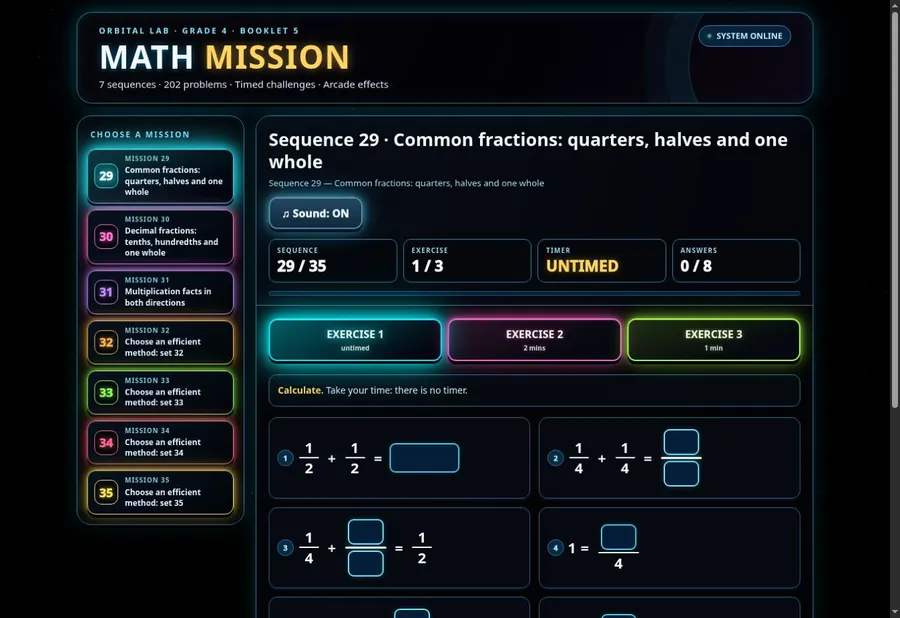 ORBITAL LAB · GRADE 4 · BOOKLET 5
MATH MISSION
7 sequences · 202 problems · Timed challenges · Arcade effects
SYSTEM ONLINE
CHOOSE A MISSION
29
MISSION 29
Common fractions:
quarters, halves and one
whole
30
MISSION 30
Decimal fractions:
tenths, hundredths and
one whole
31
MISSION 31
Multiplication facts in
both directions
32
MISSION 32
Choose an efficient
method: set 32
33
MISSION 33
Choose an efficient
method: set 33
34
MISSION 34
Choose an efficient
method: set 34
35
MISSION 35
Choose an efficient
method: set 35
Sequence 29 · Common fractions: quarters, halves and one
whole
Sequence 29 — Common fractions: quarters, halves and one whole
♫ Sound: ON
SEQUENCE
29 / 35
EXERCISE
1 / 3
TIMER
UNTIMED
ANSWERS
0 / 8
EXERCISE 1
untimed
EXERCISE 2
2 mins
EXERCISE 3
1 min
Calculate. Take your time: there is no timer.
1 1/2 + 1/2 =
2 1/4 + 1/4 =
3 1/4 + = 1/2
4 1 = /4